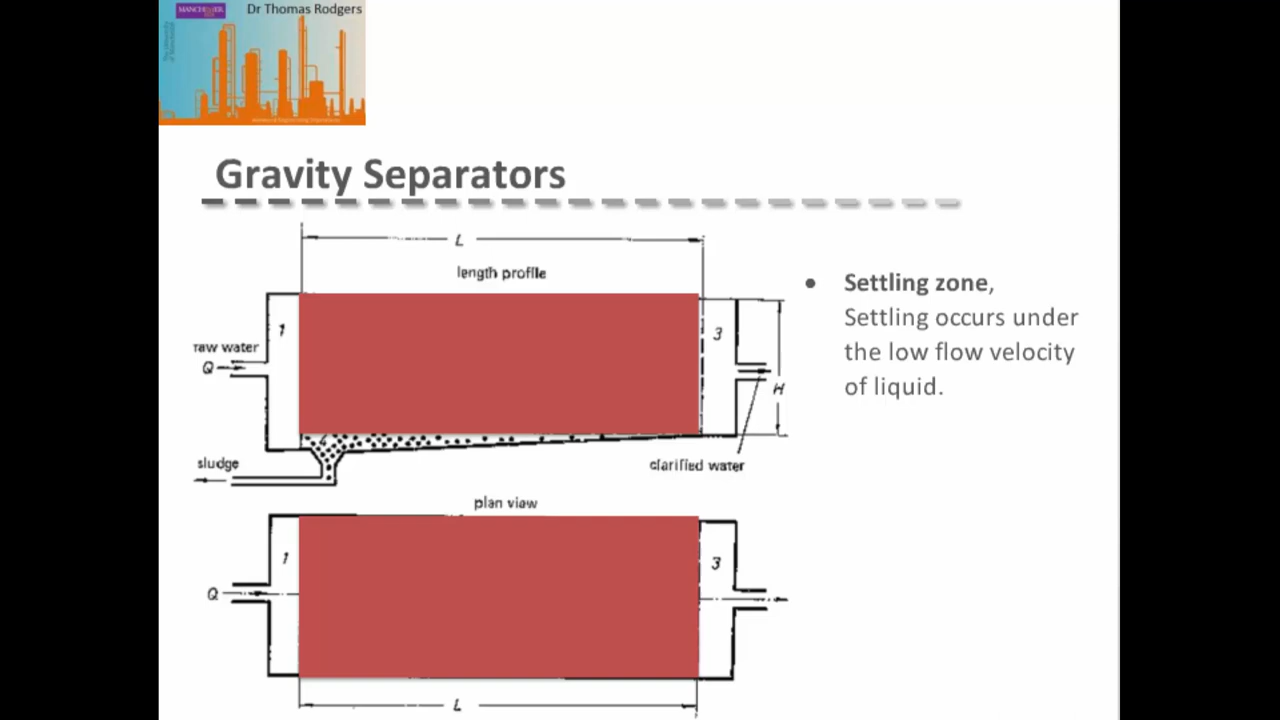 MANCHESTER
Dr Thomas Rodgers
Gravity Separators
L
length profile
1
3
raw water
Q
H
sludge
clarified water
plan view
1
3
Q
L
• Settling zone,
Settling occurs under
the low flow velocity
of liquid.